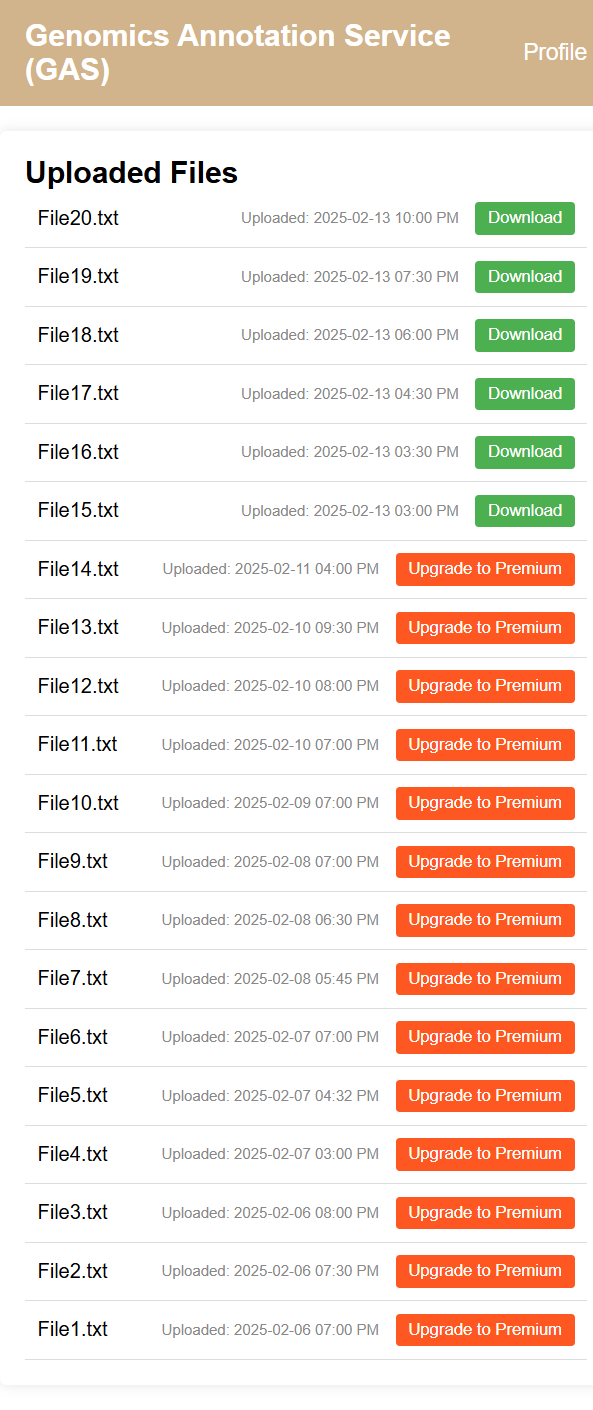 Genomics Annotation Service
(GAS)
Profile
Uploaded Files
File20.txt Uploaded: 2025-02-13 10:00 PM Download
File19.txt Uploaded: 2025-02-13 07:30 PM Download
File18.txt Uploaded: 2025-02-13 06:00 PM Download
File17.txt Uploaded: 2025-02-13 04:30 PM Download
File16.txt Uploaded: 2025-02-13 03:30 PM Download
File15.txt Uploaded: 2025-02-13 03:00 PM Download
File14.txt Uploaded: 2025-02-11 04:00 PM Upgrade to Premium
File13.txt Uploaded: 2025-02-10 09:30 PM Upgrade to Premium
File12.txt Uploaded: 2025-02-10 08:00 PM Upgrade to Premium
File11.txt Uploaded: 2025-02-10 07:00 PM Upgrade to Premium
File10.txt Uploaded: 2025-02-09 07:00 PM Upgrade to Premium
File9.txt Uploaded: 2025-02-08 07:00 PM Upgrade to Premium
File8.txt Uploaded: 2025-02-08 06:30 PM Upgrade to Premium
File7.txt Uploaded: 2025-02-08 05:45 PM Upgrade to Premium
File6.txt Uploaded: 2025-02-07 07:00 PM Upgrade to Premium
File5.txt Uploaded: 2025-02-07 04:32 PM Upgrade to Premium
File4.txt Uploaded: 2025-02-07 03:00 PM Upgrade to Premium
File3.txt Uploaded: 2025-02-06 08:00 PM Upgrade to Premium
File2.txt Uploaded: 2025-02-06 07:30 PM Upgrade to Premium
File1.txt Uploaded: 2025-02-06 07:00 PM Upgrade to Premium